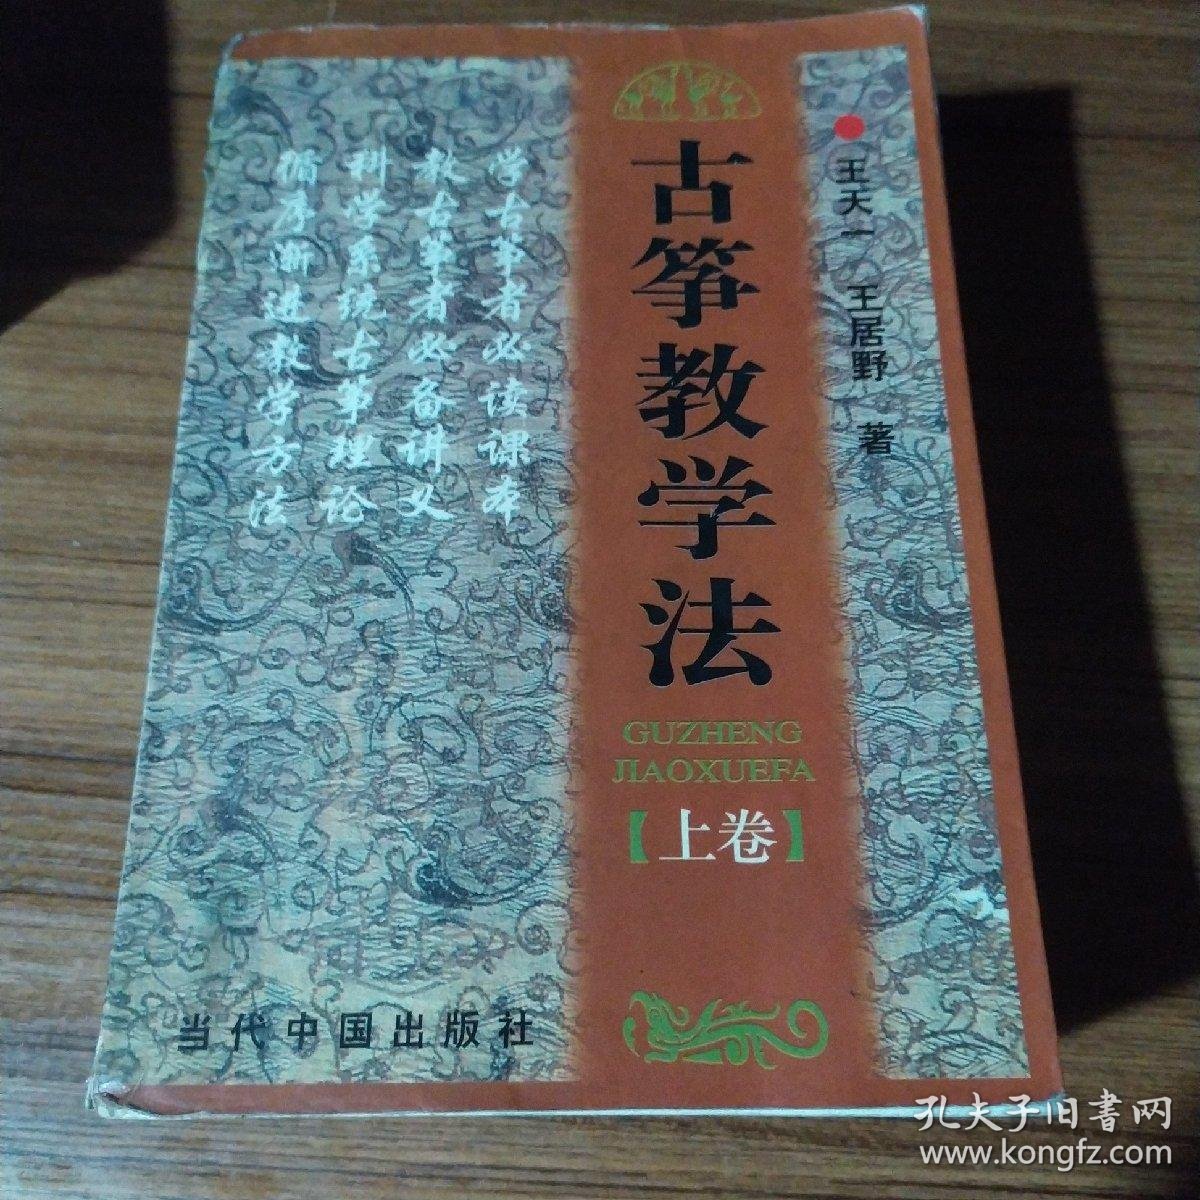 王天一 王居野 著
古筝教学法
GUZHENG
JIAOXUEFA
【上卷】
学古筝者必读课本
教古筝者必备讲义
科学系统古筝理论
循序渐进教学方法
当代中国出版社
孔夫子旧書网
www.kongfz.com